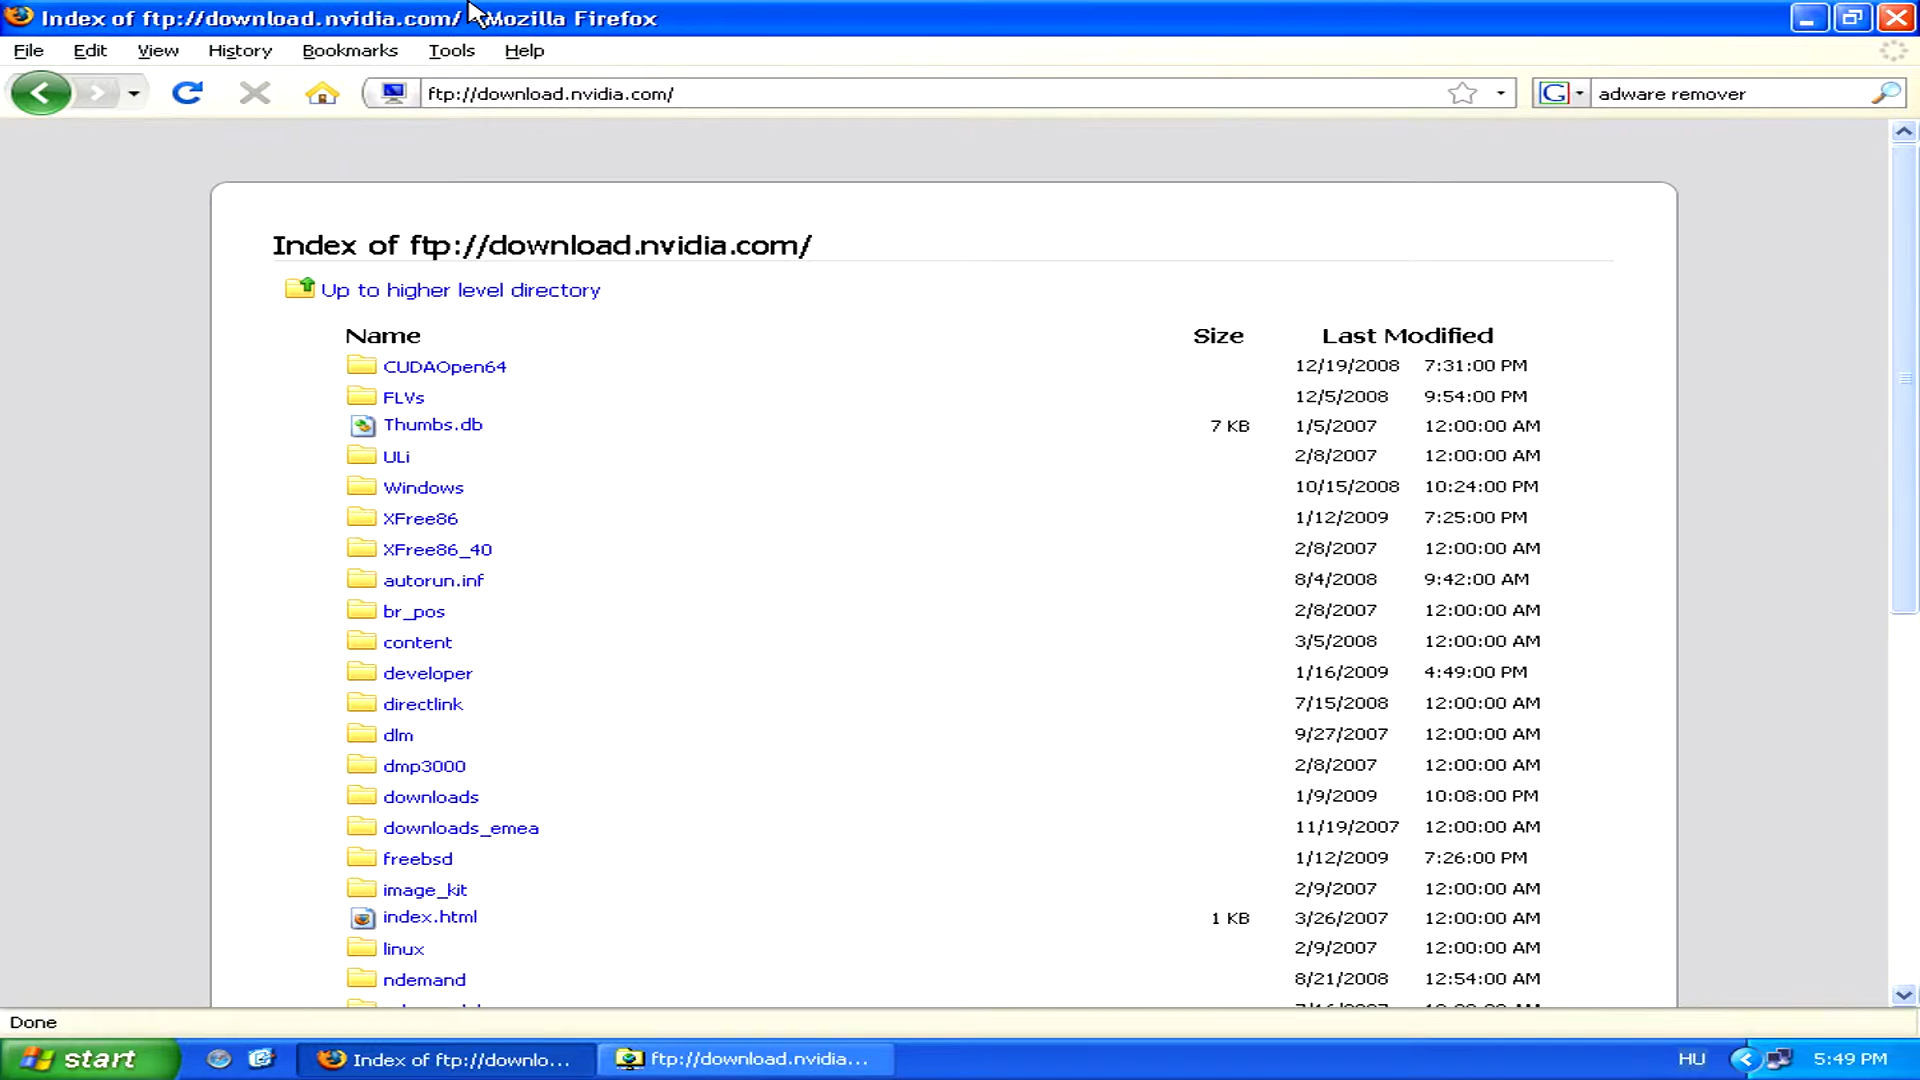 Index of ftp://download.nvidia.com/ - Mozilla Firefox
File Edit View History Bookmarks Tools Help
ftp://download.nvidia.com/ adware remover
Index of ftp://download.nvidia.com/
Up to higher level directory
Name Size Last Modified
CUDAOpen64 12/19/2008 7:31:00 PM
FLVs 12/5/2008 9:54:00 PM
Thumbs.db 7 KB 1/5/2007 12:00:00 AM
ULi 2/8/2007 12:00:00 AM
Windows 10/15/2008 10:24:00 PM
XFree86 1/12/2009 7:25:00 PM
XFree86_40 2/8/2007 12:00:00 AM
autorun.inf 8/4/2008 9:42:00 AM
br_pos 2/8/2007 12:00:00 AM
content 3/5/2008 12:00:00 AM
developer 1/16/2009 4:49:00 PM
directlink 7/15/2008 12:00:00 AM
dlm 9/27/2007 12:00:00 AM
dmp3000 2/8/2007 12:00:00 AM
downloads 1/9/2009 10:08:00 PM
downloads_emea 11/19/2007 12:00:00 AM
freebsd 1/12/2009 7:26:00 PM
image_kit 2/9/2007 12:00:00 AM
index.html 1 KB 3/26/2007 12:00:00 AM
linux 2/9/2007 12:00:00 AM
ndemand 8/21/2008 12:54:00 AM
Done
start Index of ftp://downlo... ftp://download.nvidia... HU 5:49 PM